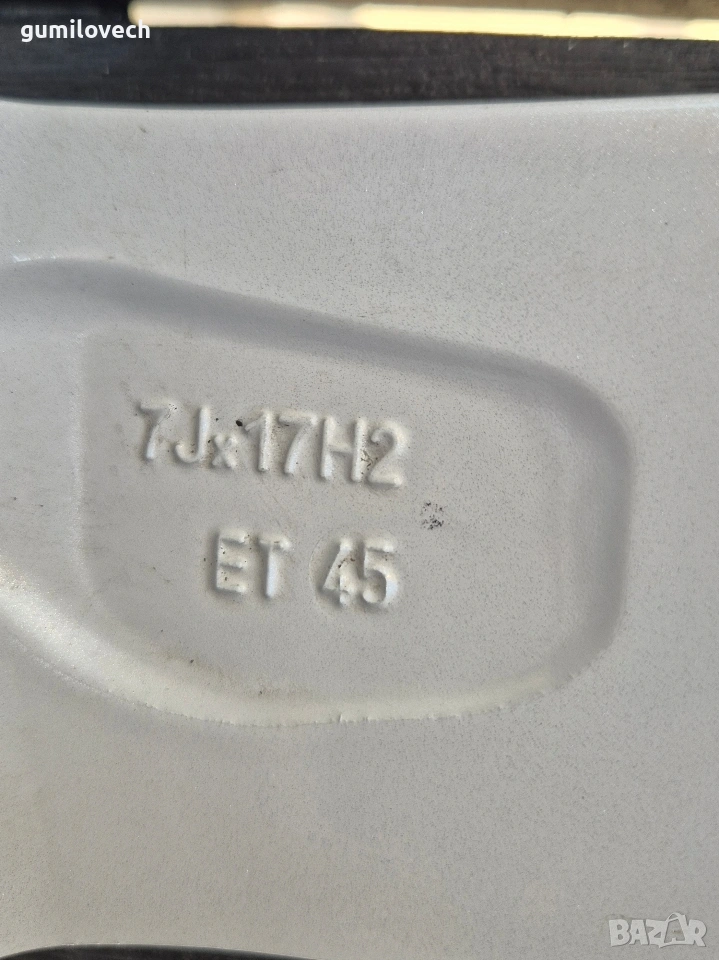 gumilovech
7Jx17H2
ET 45
BAZAR